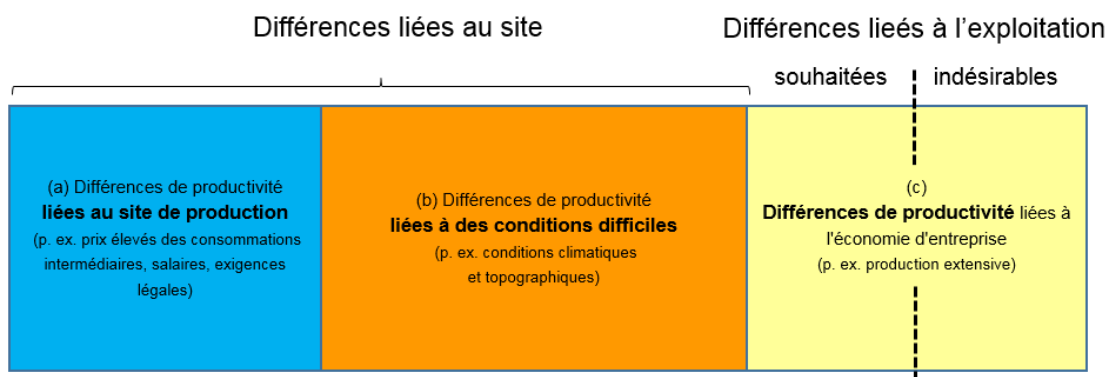 Différences liées au site
Différences lieés à l’exploitation
souhaitées
indésirables
(a) Différences de productivité
liées au site de production
(p. ex. prix élevés des consommations
intermédiaires, salaires, exigences
légales)
(b) Différences de productivité
liées à des conditions difficiles
(p. ex. conditions climatiques
et topographiques)
(c)
Différences de productivité liées à
l'économie d'entreprise
(p. ex. production extensive)